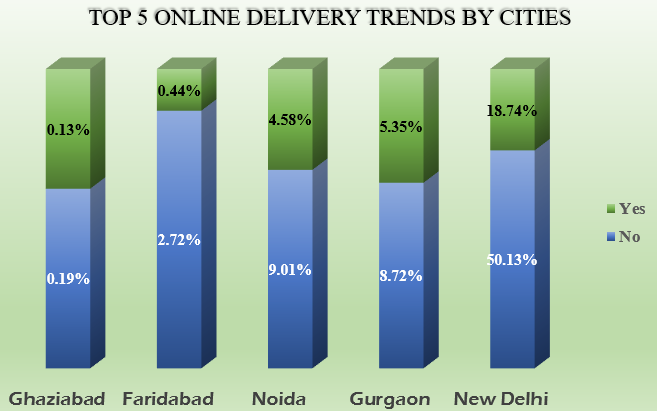 TOP 5 ONLINE DELIVERY TRENDS BY CITIES
0.13% 0.44% 4.58% 5.35% 18.74%
0.19% 2.72% 9.01% 8.72% 50.13%
Yes
No
Ghaziabad Faridabad Noida Gurgaon New Delhi